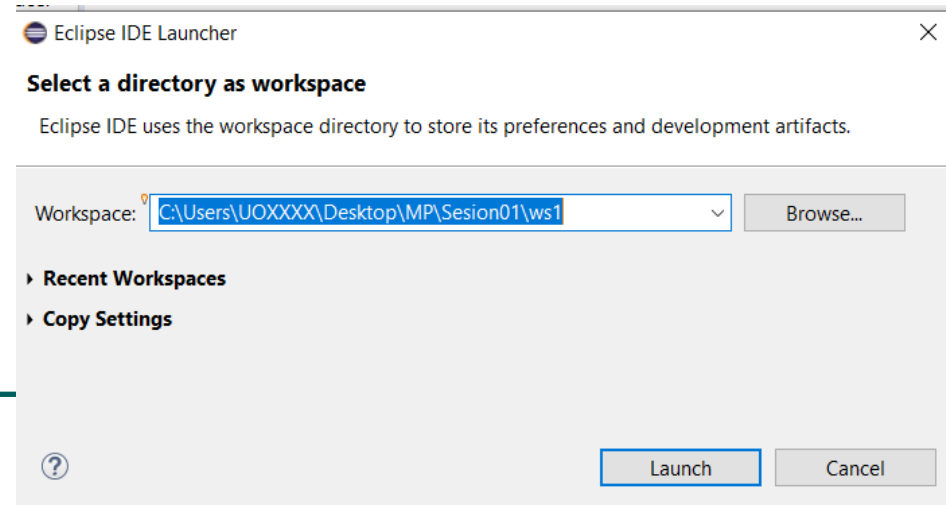 Eclipse IDE Launcher
Select a directory as workspace
Eclipse IDE uses the workspace directory to store its preferences and development artifacts.
Workspace: C:\Users\UOXXXX\Desktop\MP\Sesion01\ws1 Browse...
Recent Workspaces
Copy Settings
? Launch Cancel